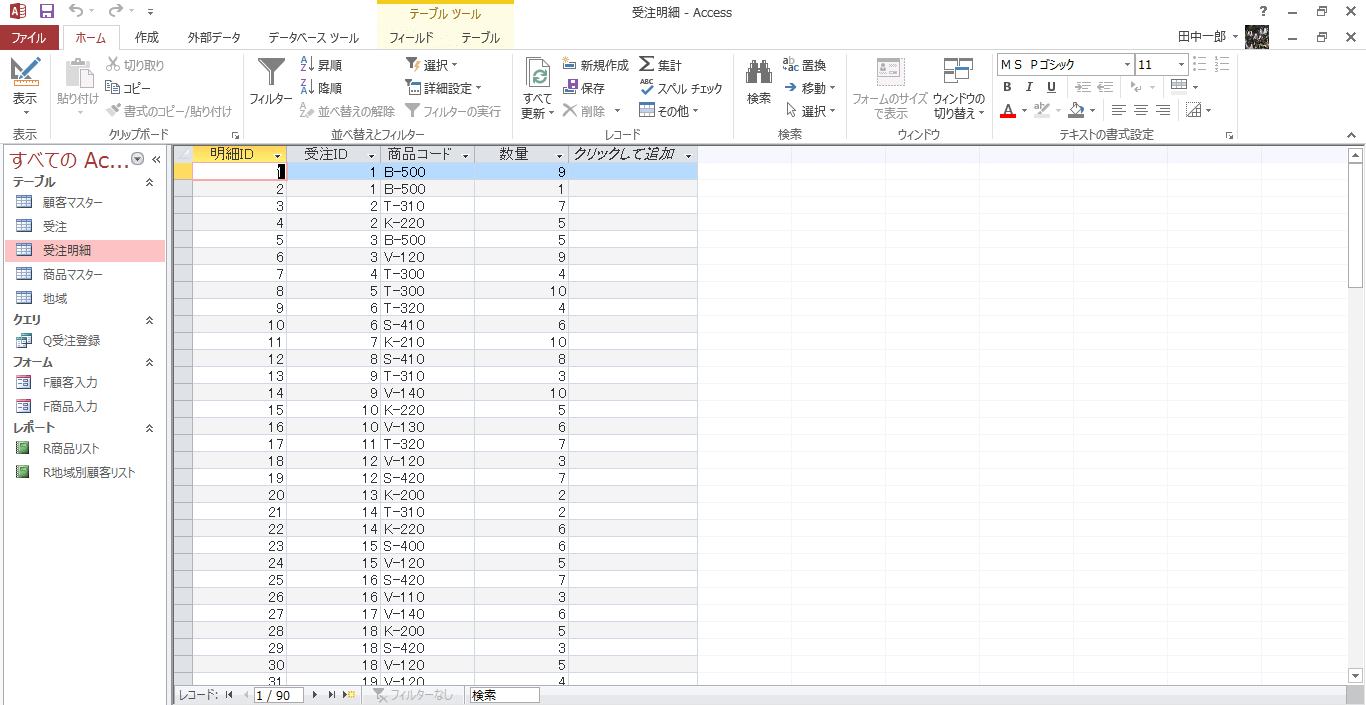 受注明細 - Access
テーブル ツール
ファイル ホーム 作成 外部データ データベース ツール フィールド テーブル 田中一郎
表示 貼り付け 切り取り コピー 書式のコピー/貼り付け フィルター 昇順 降順 並べ替えの解除 選択 詳細設定 フィルターの実行 すべて更新 新規作成 保存 削除 集計 スペル チェック その他 検索 置換 移動 選択 フォームのサイズで表示 ウィンドウの切り替え ＭＳ Ｐゴシック 11 B I U
表示 クリップボード 並べ替えとフィルター レコード 検索 ウィンドウ テキストの書式設定
すべての Ac...
テーブル
顧客マスター
受注
受注明細
商品マスター
地域
クエリ
Q受注登録
フォーム
F顧客入力
F商品入力
レポート
R商品リスト
R地域別顧客リスト
明細ID 受注ID 商品コード 数量 クリックして追加
1 1 B-500 9
2 1 B-500 1
3 2 T-310 7
4 2 K-220 5
5 3 B-500 5
6 3 V-120 9
7 4 T-300 4
8 5 T-300 10
9 6 T-320 4
10 6 S-410 6
11 7 K-210 10
12 8 S-410 8
13 9 T-310 3
14 9 V-140 10
15 10 K-220 5
16 10 V-130 6
17 11 T-320 7
18 12 V-120 3
19 12 S-420 7
20 13 K-200 2
21 14 T-310 2
22 14 K-220 6
23 15 S-400 6
24 15 V-120 5
25 16 S-420 7
26 16 V-110 3
27 17 V-140 6
28 18 K-200 5
29 18 S-420 3
30 18 V-120 5
31 19 V-120 4
レコード: 1 / 90 フィルターなし 検索